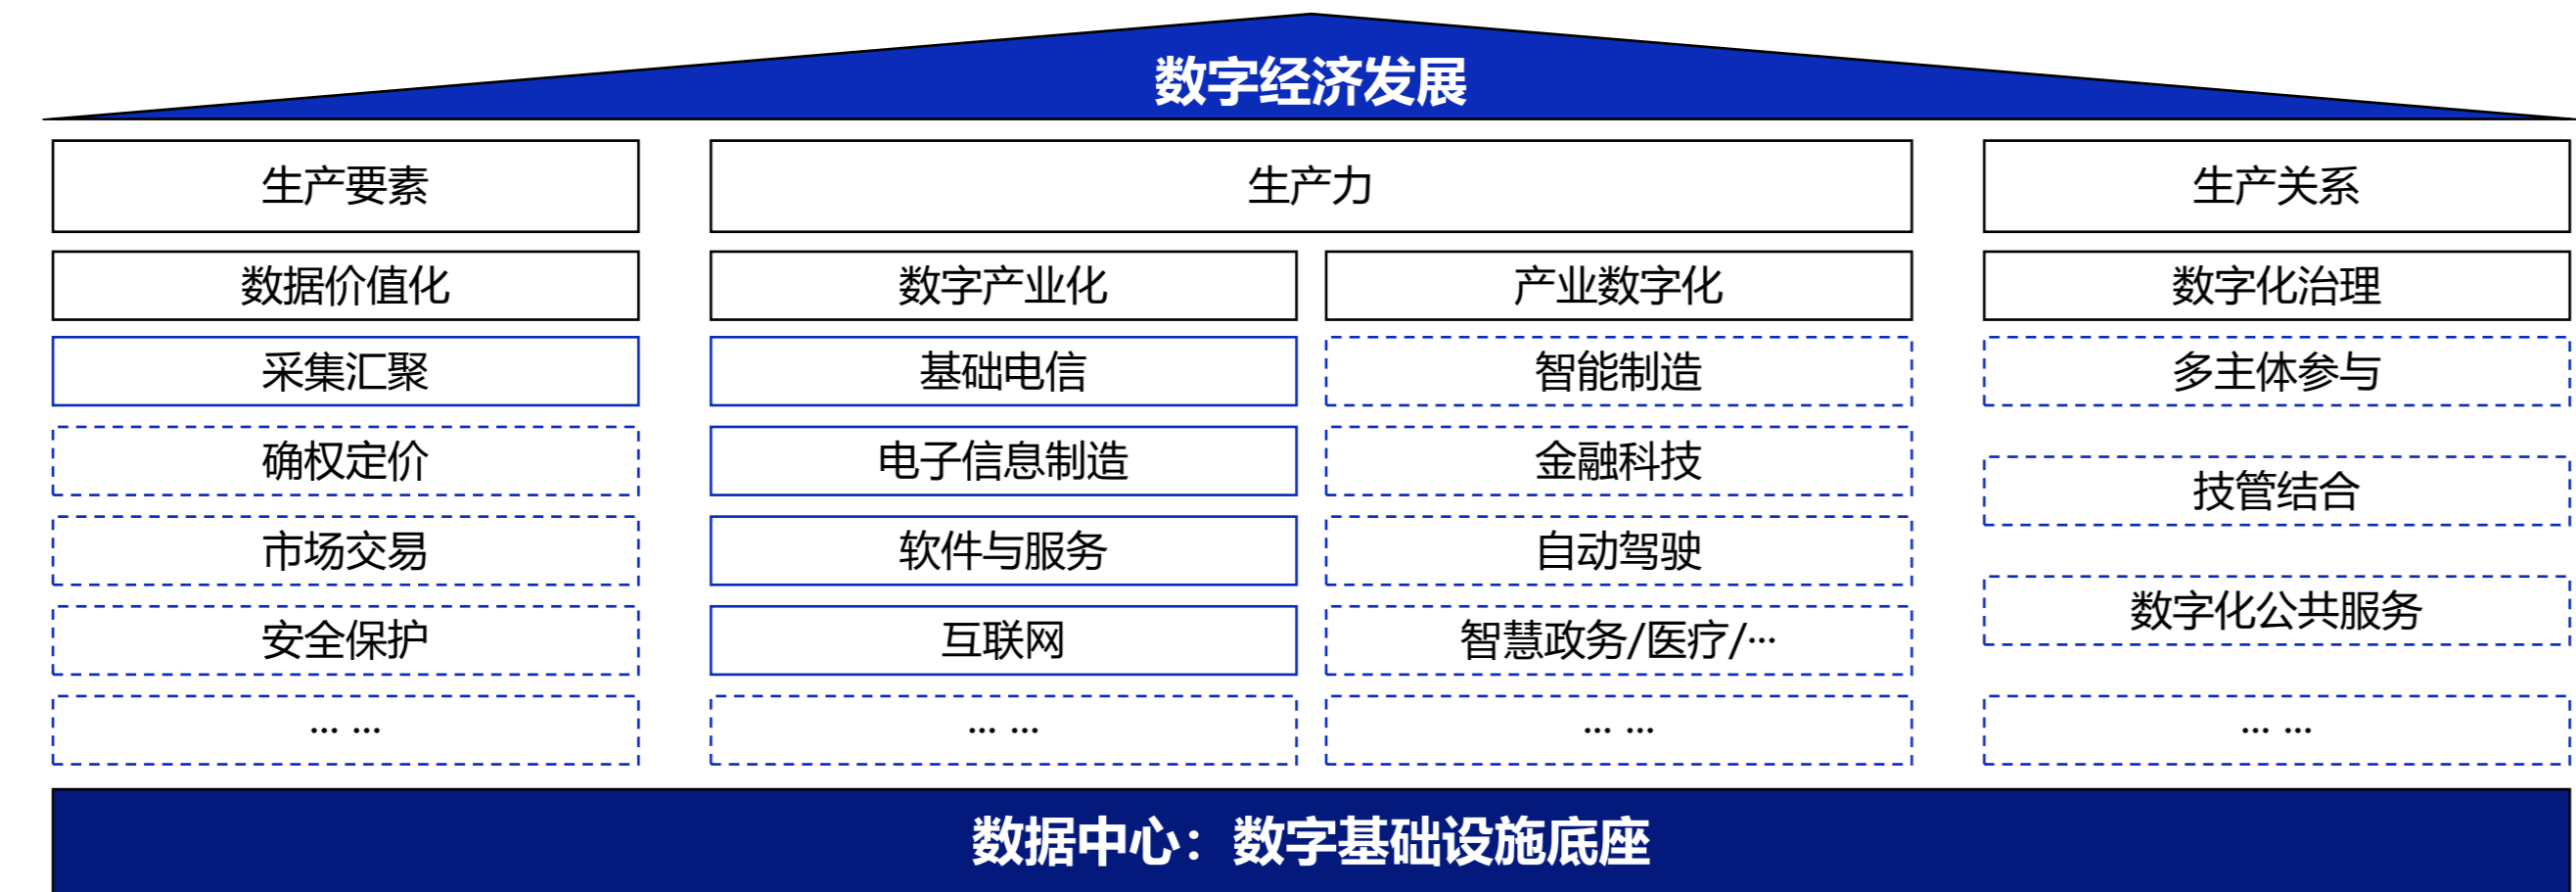 数字经济发展
生产要素
生产力
生产关系
数据价值化
数字产业化
产业数字化
数字化治理
采集汇聚
基础电信
智能制造
多主体参与
确权定价
电子信息制造
金融科技
技管结合
市场交易
软件与服务
自动驾驶
数字化公共服务
安全保护
互联网
智慧政务/医疗/…
… …
… …
… …
… …
数据中心：数字基础设施底座